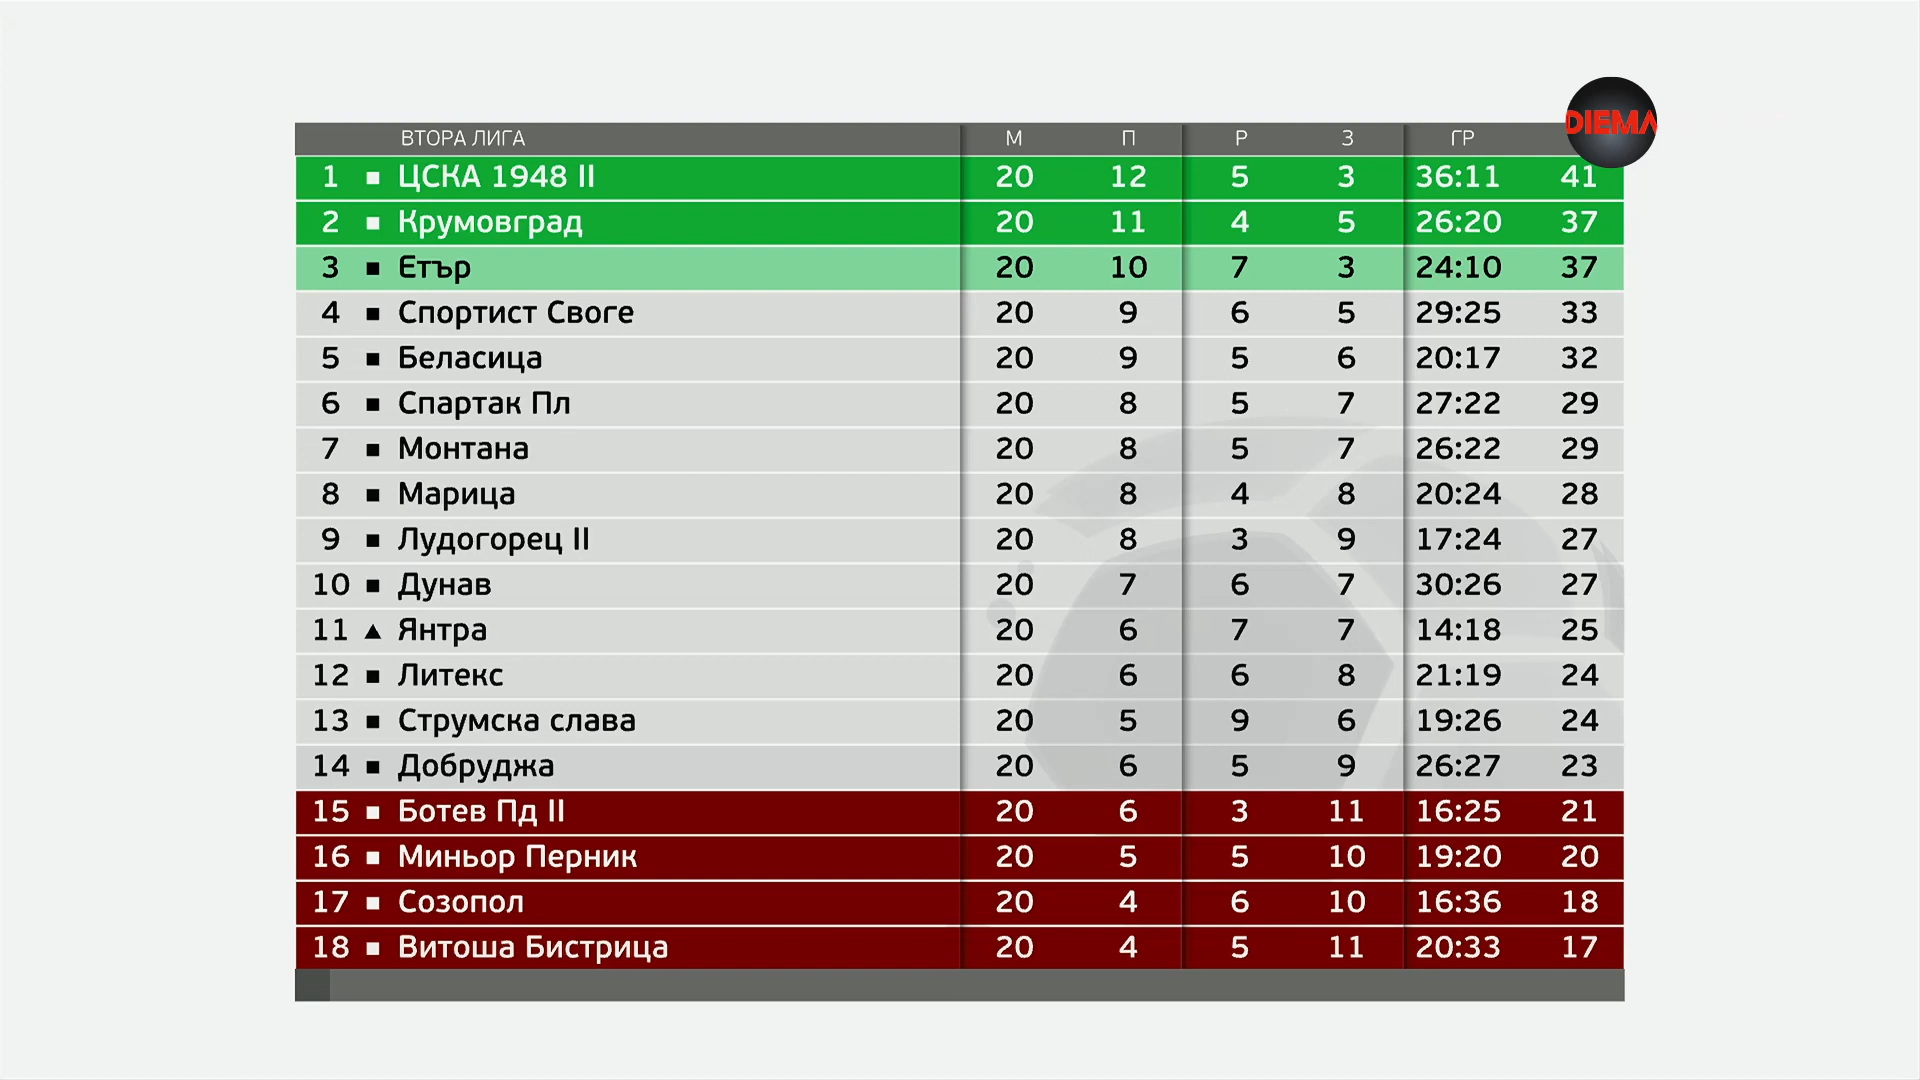 DIEMA
ВТОРА ЛИГА М П Р З ГР
1 ЦСКА 1948 II 20 12 5 3 36:11 41
2 Крумовград 20 11 4 5 26:20 37
3 Етър 20 10 7 3 24:10 37
4 Спортист Своге 20 9 6 5 29:25 33
5 Беласица 20 9 5 6 20:17 32
6 Спартак Пл 20 8 5 7 27:22 29
7 Монтана 20 8 5 7 26:22 29
8 Марица 20 8 4 8 20:24 28
9 Лудогорец II 20 8 3 9 17:24 27
10 Дунав 20 7 6 7 30:26 27
11 Янтра 20 6 7 7 14:18 25
12 Литекс 20 6 6 8 21:19 24
13 Струмска слава 20 5 9 6 19:26 24
14 Добруджа 20 6 5 9 26:27 23
15 Ботев Пд II 20 6 3 11 16:25 21
16 Миньор Перник 20 5 5 10 19:20 20
17 Созопол 20 4 6 10 16:36 18
18 Витоша Бистрица 20 4 5 11 20:33 17